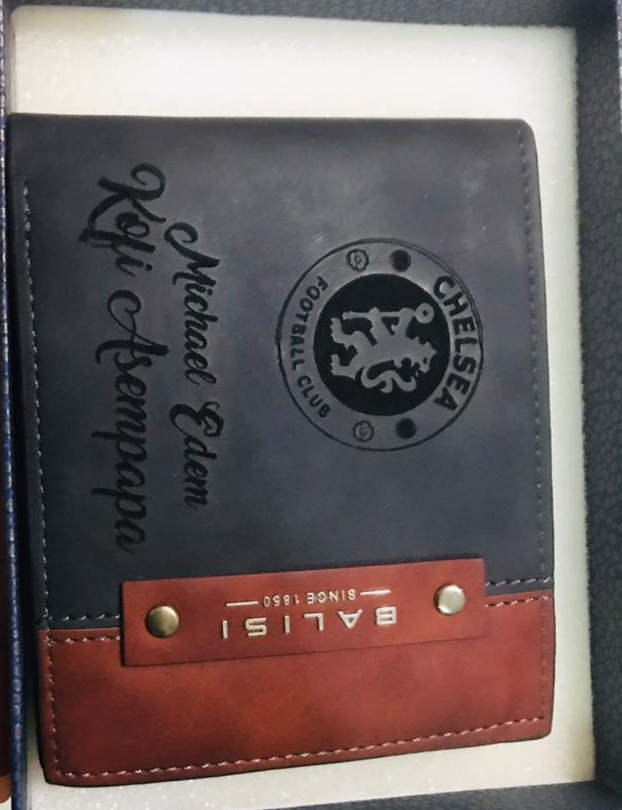 CHELSEA
FOOTBALL CLUB
Michael Edem
Kofi Asempapa
BALISI
SINCE 1850